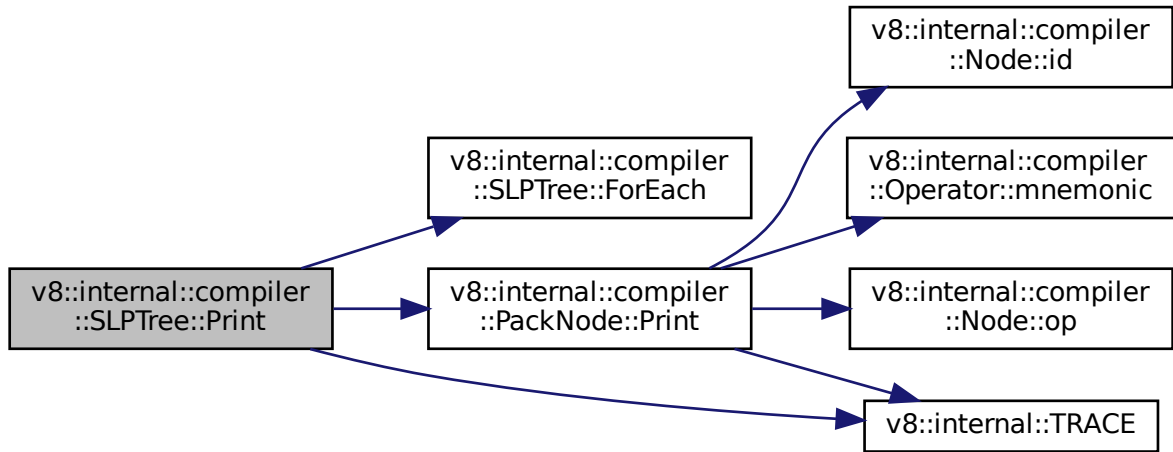 v8::internal::compiler
::SLPTree::Print
v8::internal::compiler
::SLPTree::ForEach
v8::internal::compiler
::PackNode::Print
v8::internal::compiler
::Node::id
v8::internal::compiler
::Operator::mnemonic
v8::internal::compiler
::Node::op
v8::internal::TRACE